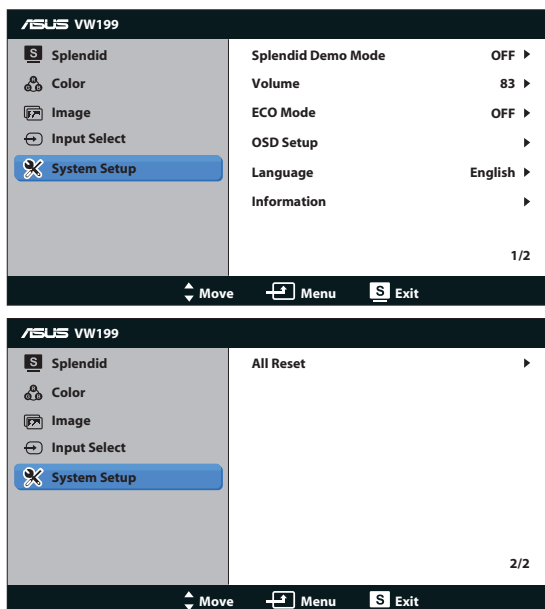 ASUS VW199
S Splendid
Color
Image
Input Select
System Setup
Splendid Demo Mode OFF
Volume 83
ECO Mode OFF
OSD Setup
Language English
Information
1/2
Move Menu S Exit
ASUS VW199
S Splendid
Color
Image
Input Select
System Setup
All Reset
2/2
Move Menu S Exit